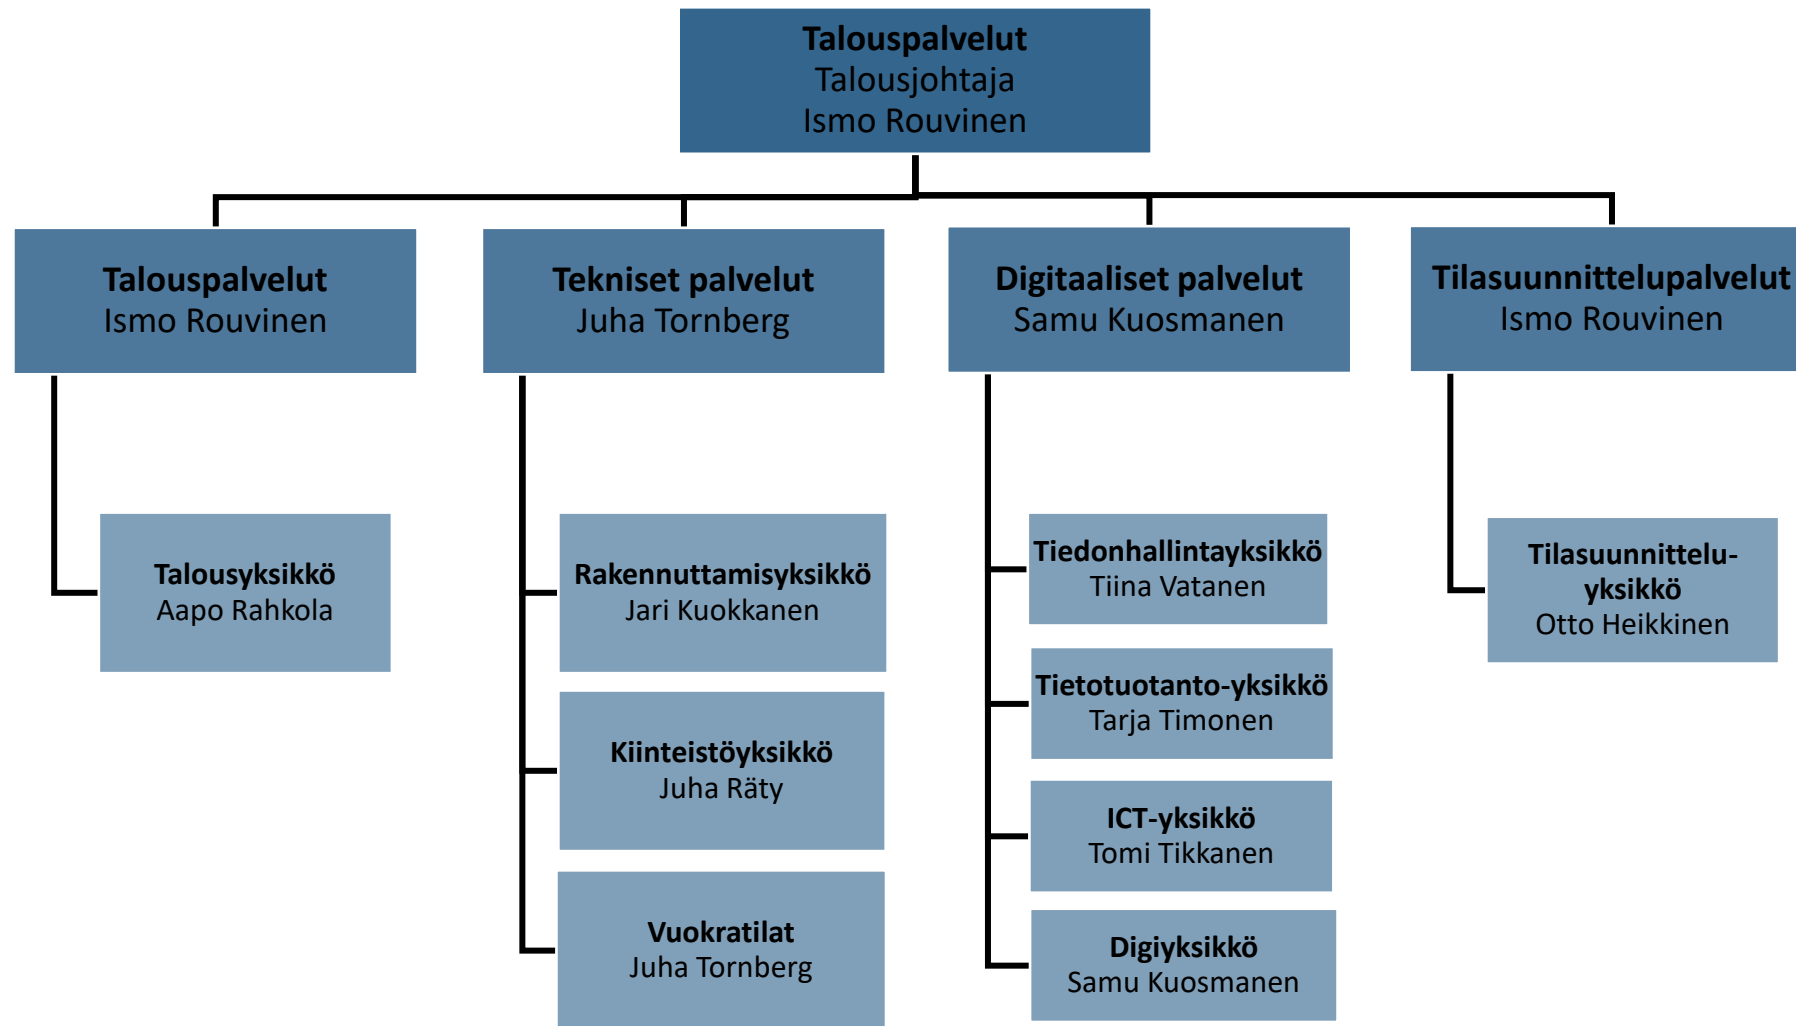 Talouspalvelut
Talousjohtaja
Ismo Rouvinen
Talouspalvelut
Ismo Rouvinen
Tekniset palvelut
Juha Tornberg
Digitaaliset palvelut
Samu Kuosmanen
Tilasuunnittelupalvelut
Ismo Rouvinen
Talousyksikkö
Aapo Rahkola
Rakennuttamisyksikkö
Jari Kuokkanen
Kiinteistöyksikkö
Juha Räty
Vuokratilat
Juha Tornberg
Tiedonhallintayksikkö
Tiina Vatanen
Tietotuotanto-yksikkö
Tarja Timonen
ICT-yksikkö
Tomi Tikkanen
Digiyksikkö
Samu Kuosmanen
Tilasuunnittelu-
yksikkö
Otto Heikkinen